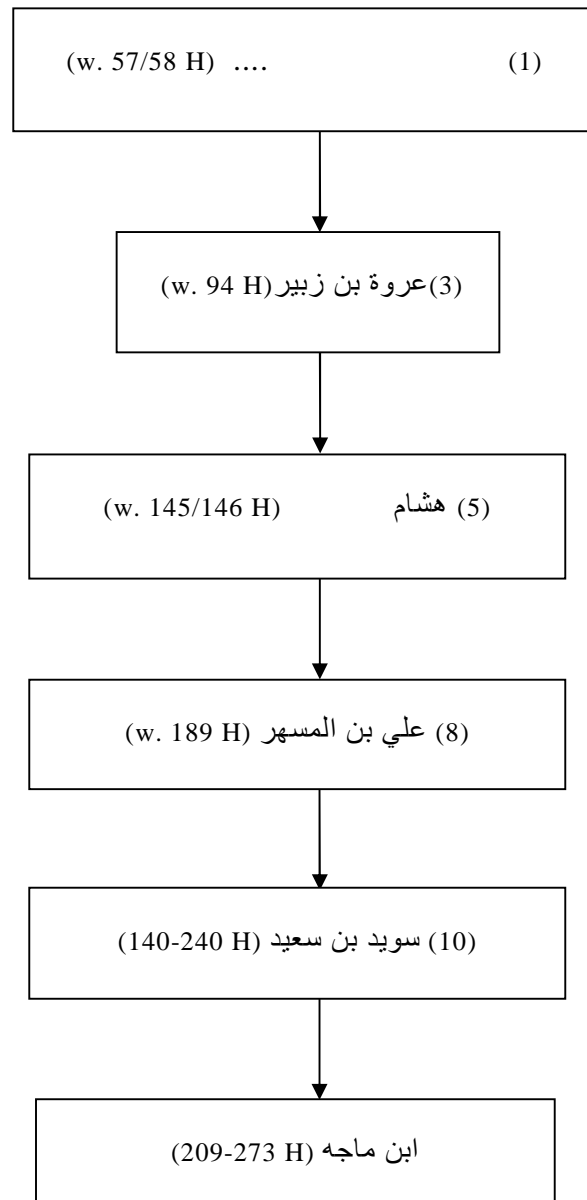 (1) .... (w. 57/58 H)
(3)عروة بن زبير(w. 94 H)
(5) هشام (w. 145/146 H)
(8) علي بن المسهر (w. 189 H)
(10) سويد بن سعيد (140-240 H)
ابن ماجه (209-273 H)